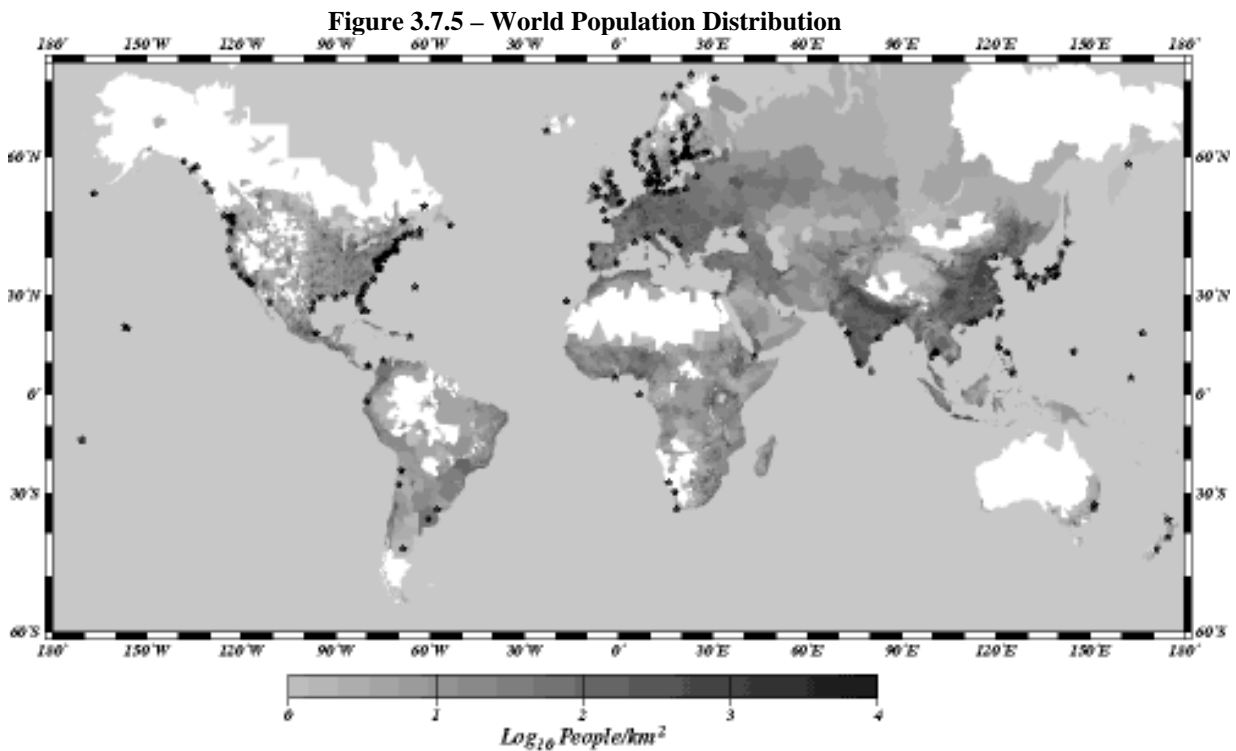 Figure 3.7.5 – World Population Distribution
180˚ 150˚W 120˚W 90˚W 60˚W 30˚W 0˚ 30˚E 60˚E 90˚E 120˚E 150˚E 180˚
60˚N 60˚N
30˚N 30˚N
0˚ 0˚
30˚S 30˚S
60˚S 60˚S
180˚ 150˚W 120˚W 90˚W 60˚W 30˚W 0˚ 30˚E 60˚E 90˚E 120˚E 150˚E 180˚
0 1 2 3 4
Log₁₀ People/km²